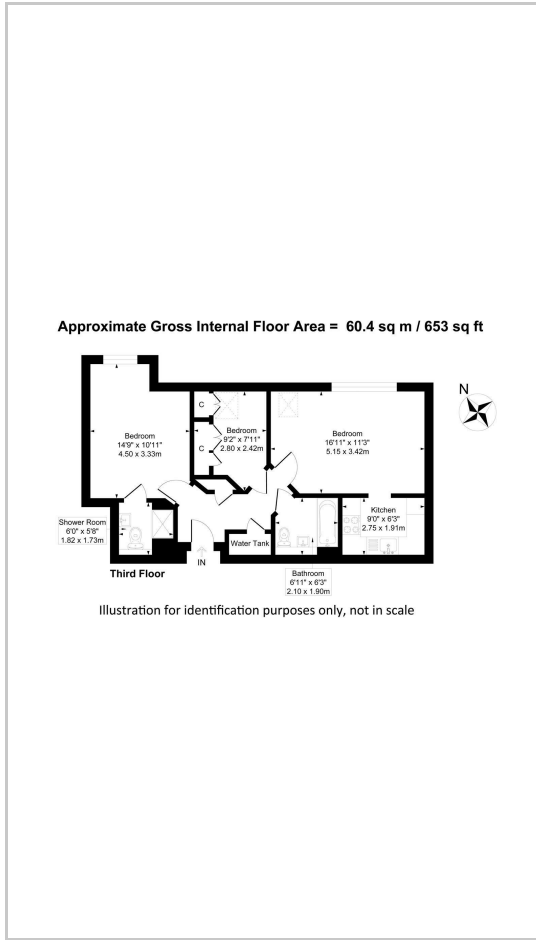 Approximate Gross Internal Floor Area = 60.4 sq m / 653 sq ft
N
Bedroom
14'9" x 10'11"
4.50 x 3.33m
C
C
Bedroom
9'2" x 7'11"
2.80 x 2.42m
Bedroom
16'11" x 11'3"
5.15 x 3.42m
Kitchen
9'0" x 6'3"
2.75 x 1.91m
Shower Room
6'0" x 5'8"
1.82 x 1.73m
Water Tank
IN
Third Floor
Bathroom
6'11" x 6'3"
2.10 x 1.90m
Illustration for identification purposes only, not in scale